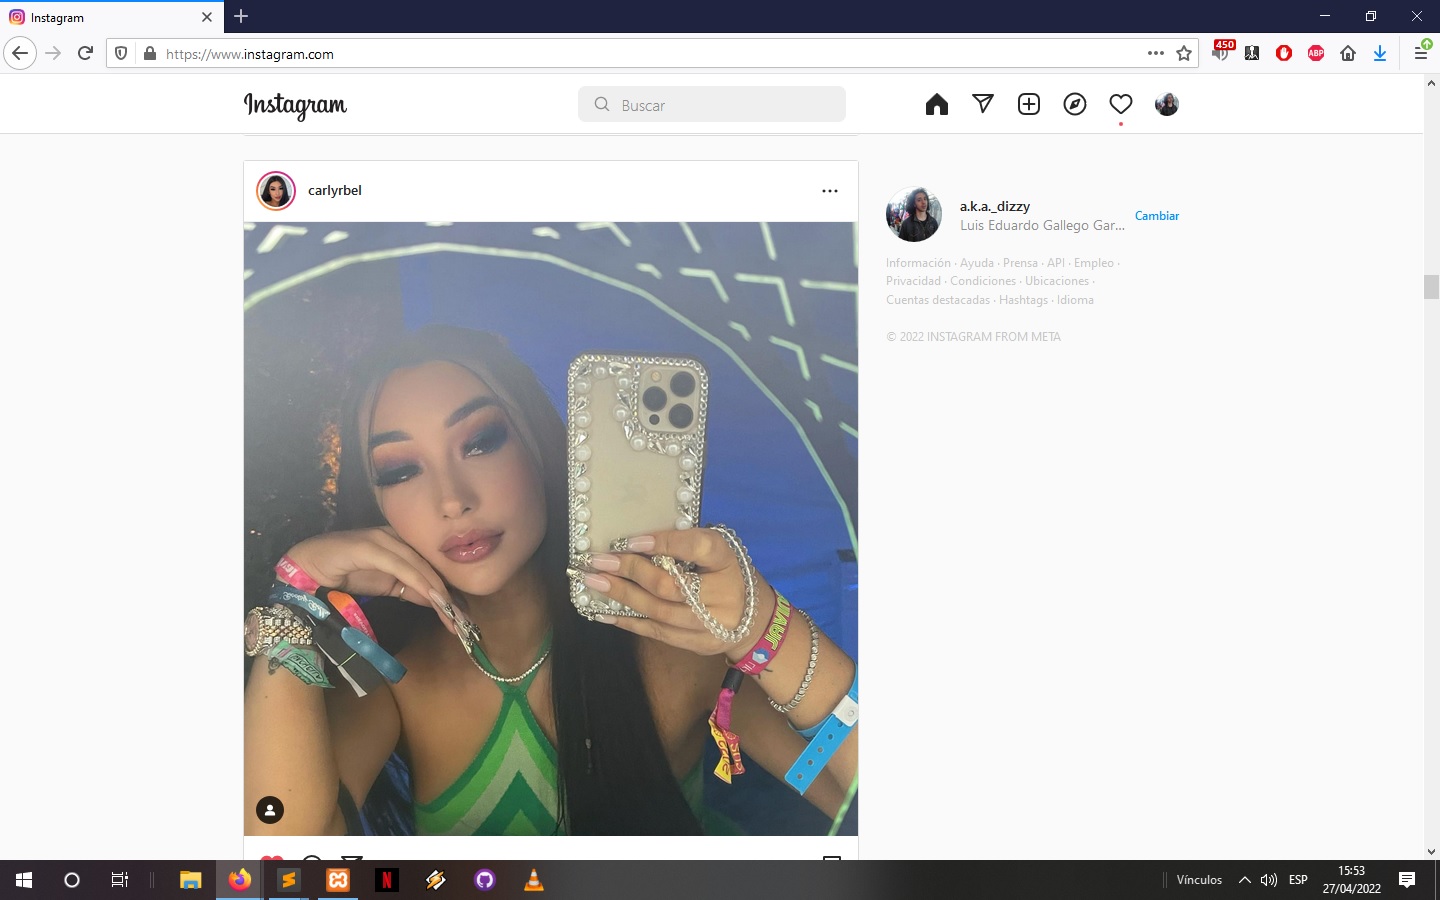 Instagram
https://www.instagram.com
450
ABP
Instagram
Buscar
carlyrbel
a.k.a._dizzy
Luis Eduardo Gallego Gar...
Cambiar
Información · Ayuda · Prensa · API · Empleo ·
Privacidad · Condiciones · Ubicaciones ·
Cuentas destacadas · Hashtags · Idioma
© 2022 INSTAGRAM FROM META
N
Vínculos
ESP
15:53
27/04/2022